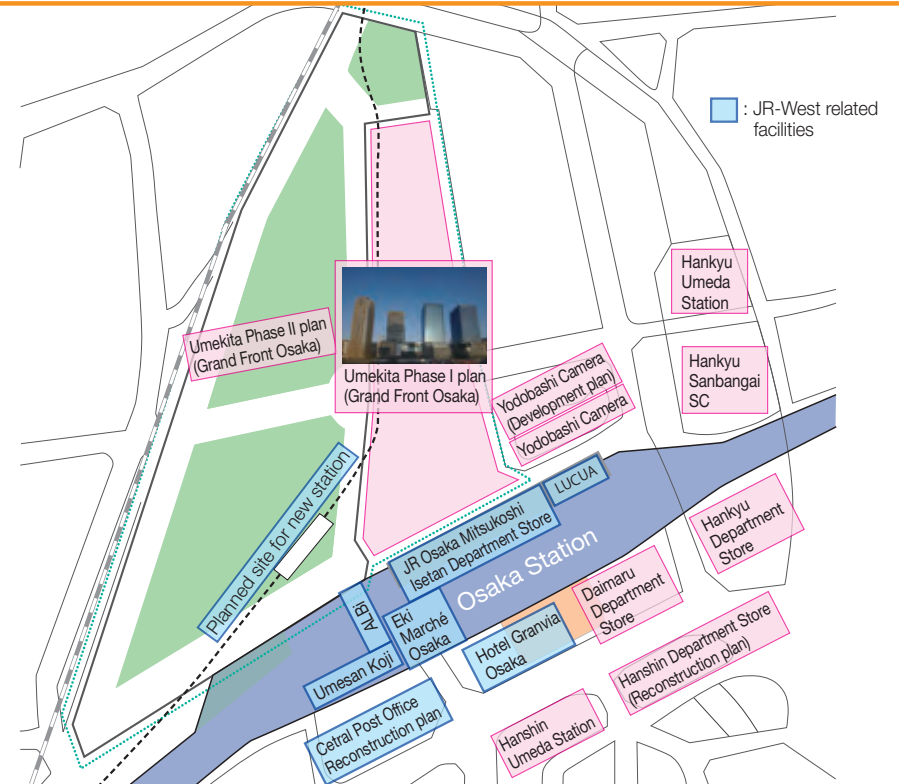 : JR-West related
facilities
Hankyu
Umeda
Station
Umekita Phase II plan
(Grand Front Osaka)
Umekita Phase I plan
(Grand Front Osaka)
Hankyu
Sanbangai
SC
Yodobashi Camera
(Development plan)
Yodobashi Camera
LUCUA
Planned site for new station
JR Osaka Mitsukoshi
Isetan Department Store
Osaka Station
Hankyu
Department
Store
ALBi
Eki
Marché
Osaka
Daimaru
Department
Store
Hotel Granvia
Osaka
Umesan Koji
Hanshin Department Store
(Reconstruction plan)
Cetral Post Office
Reconstruction plan
Hanshin
Umeda Station